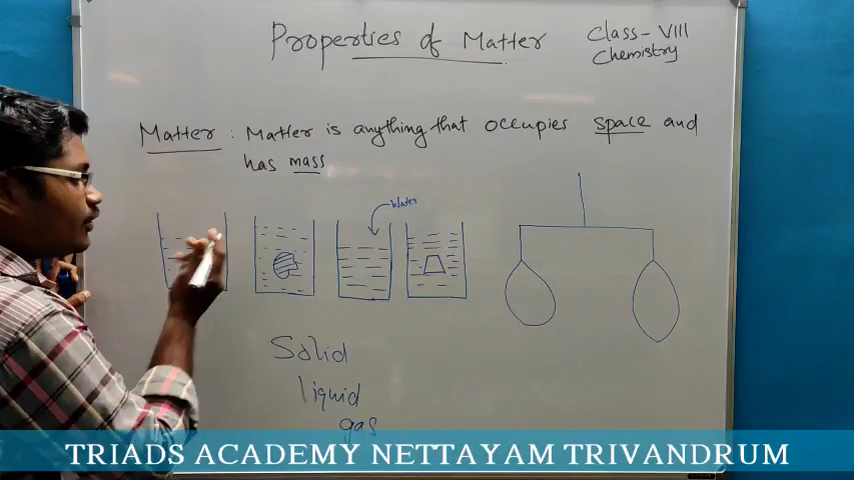 Properties of Matter
Class-VIII
Chemistry
Matter : Matter is anything that occupies space and
has mass
Water
Solid
liquid
gas
TRIADS ACADEMY NETTAYAM TRIVANDRUM